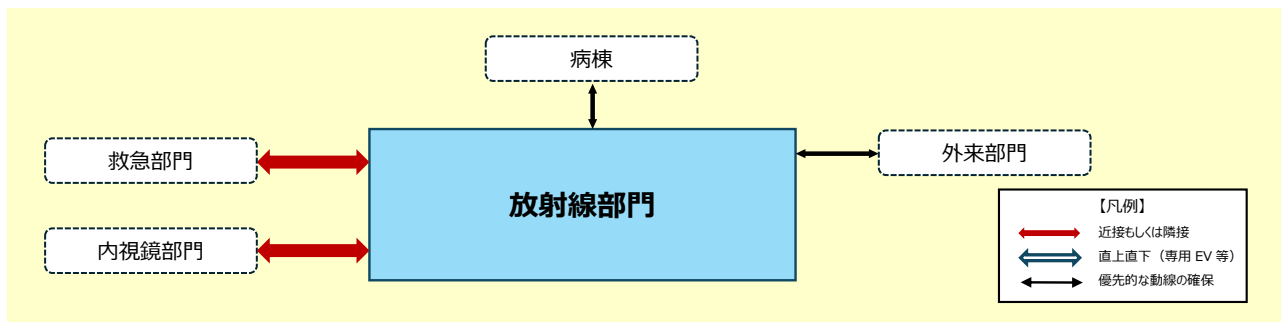 病棟
救急部門
外来部門
放射線部門
内視鏡部門
【凡例】
近接もしくは隣接
直上直下（専用 EV 等）
優先的な動線の確保